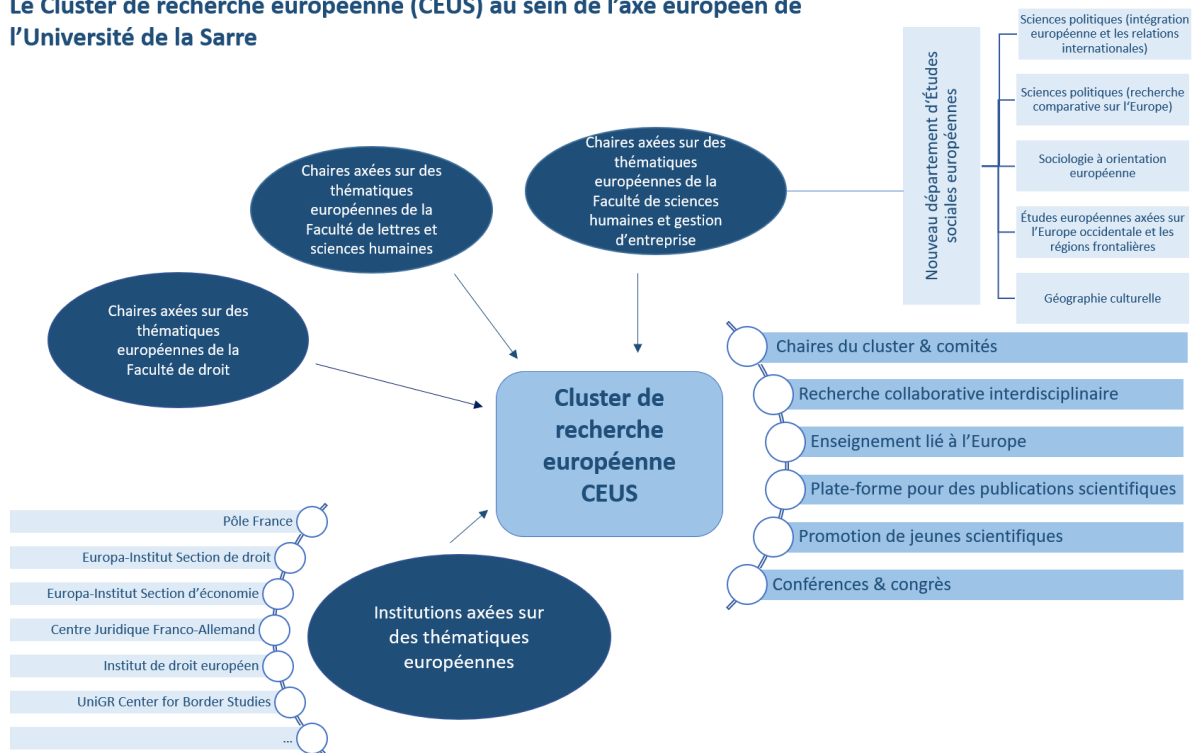 Le Cluster de recherche européenne (CEUS) au sein de l'axe européen de
l'Université de la Sarre
Chaires axées sur des
thématiques
européennes de la
Faculté de droit
Chaires axées sur des
thématiques
européennes de la
Faculté de lettres et
sciences humaines
Chaires axées sur des
thématiques
européennes de la
Faculté de sciences
humaines et gestion
d'entreprise
Nouveau département d'Études
sociales européennes
Sciences politiques (intégration
européenne et les relations
internationales)
Sciences politiques (recherche
comparative sur l'Europe)
Sociologie à orientation
européenne
Études européennes axées sur
l'Europe occidentale et les
régions frontalières
Géographie culturelle
Cluster de
recherche
européenne
CEUS
Chaires du cluster & comités
Recherche collaborative interdisciplinaire
Enseignement lié à l'Europe
Plate-forme pour des publications scientifiques
Promotion de jeunes scientifiques
Conférences & congrès
Pôle France
Europa-Institut Section de droit
Europa-Institut Section d'économie
Centre Juridique Franco-Allemand
Institut de droit européen
UniGR Center for Border Studies
...
Institutions axées sur
des thématiques
européennes